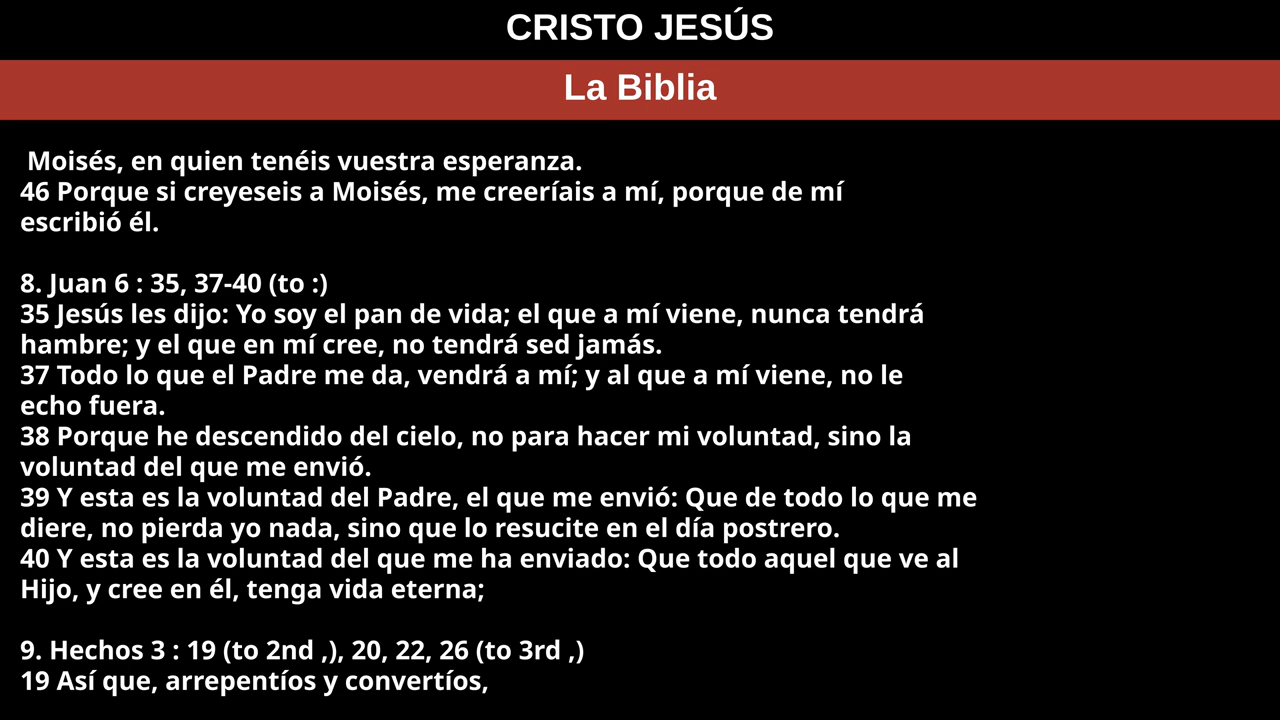 CRISTO JESÚS
La Biblia
Moisés, en quien tenéis vuestra esperanza.
46 Porque si creyeseis a Moisés, me creeríais a mí, porque de mí
escribió él.
8. Juan 6 : 35, 37-40 (to :)
35 Jesús les dijo: Yo soy el pan de vida; el que a mí viene, nunca tendrá
hambre; y el que en mí cree, no tendrá sed jamás.
37 Todo lo que el Padre me da, vendrá a mí; y al que a mí viene, no le
echo fuera.
38 Porque he descendido del cielo, no para hacer mi voluntad, sino la
voluntad del que me envió.
39 Y esta es la voluntad del Padre, el que me envió: Que de todo lo que me
diere, no pierda yo nada, sino que lo resucite en el día postrero.
40 Y esta es la voluntad del que me ha enviado: Que todo aquel que ve al
Hijo, y cree en él, tenga vida eterna;
9. Hechos 3 : 19 (to 2nd ,), 20, 22, 26 (to 3rd ,)
19 Así que, arrepentíos y convertíos,